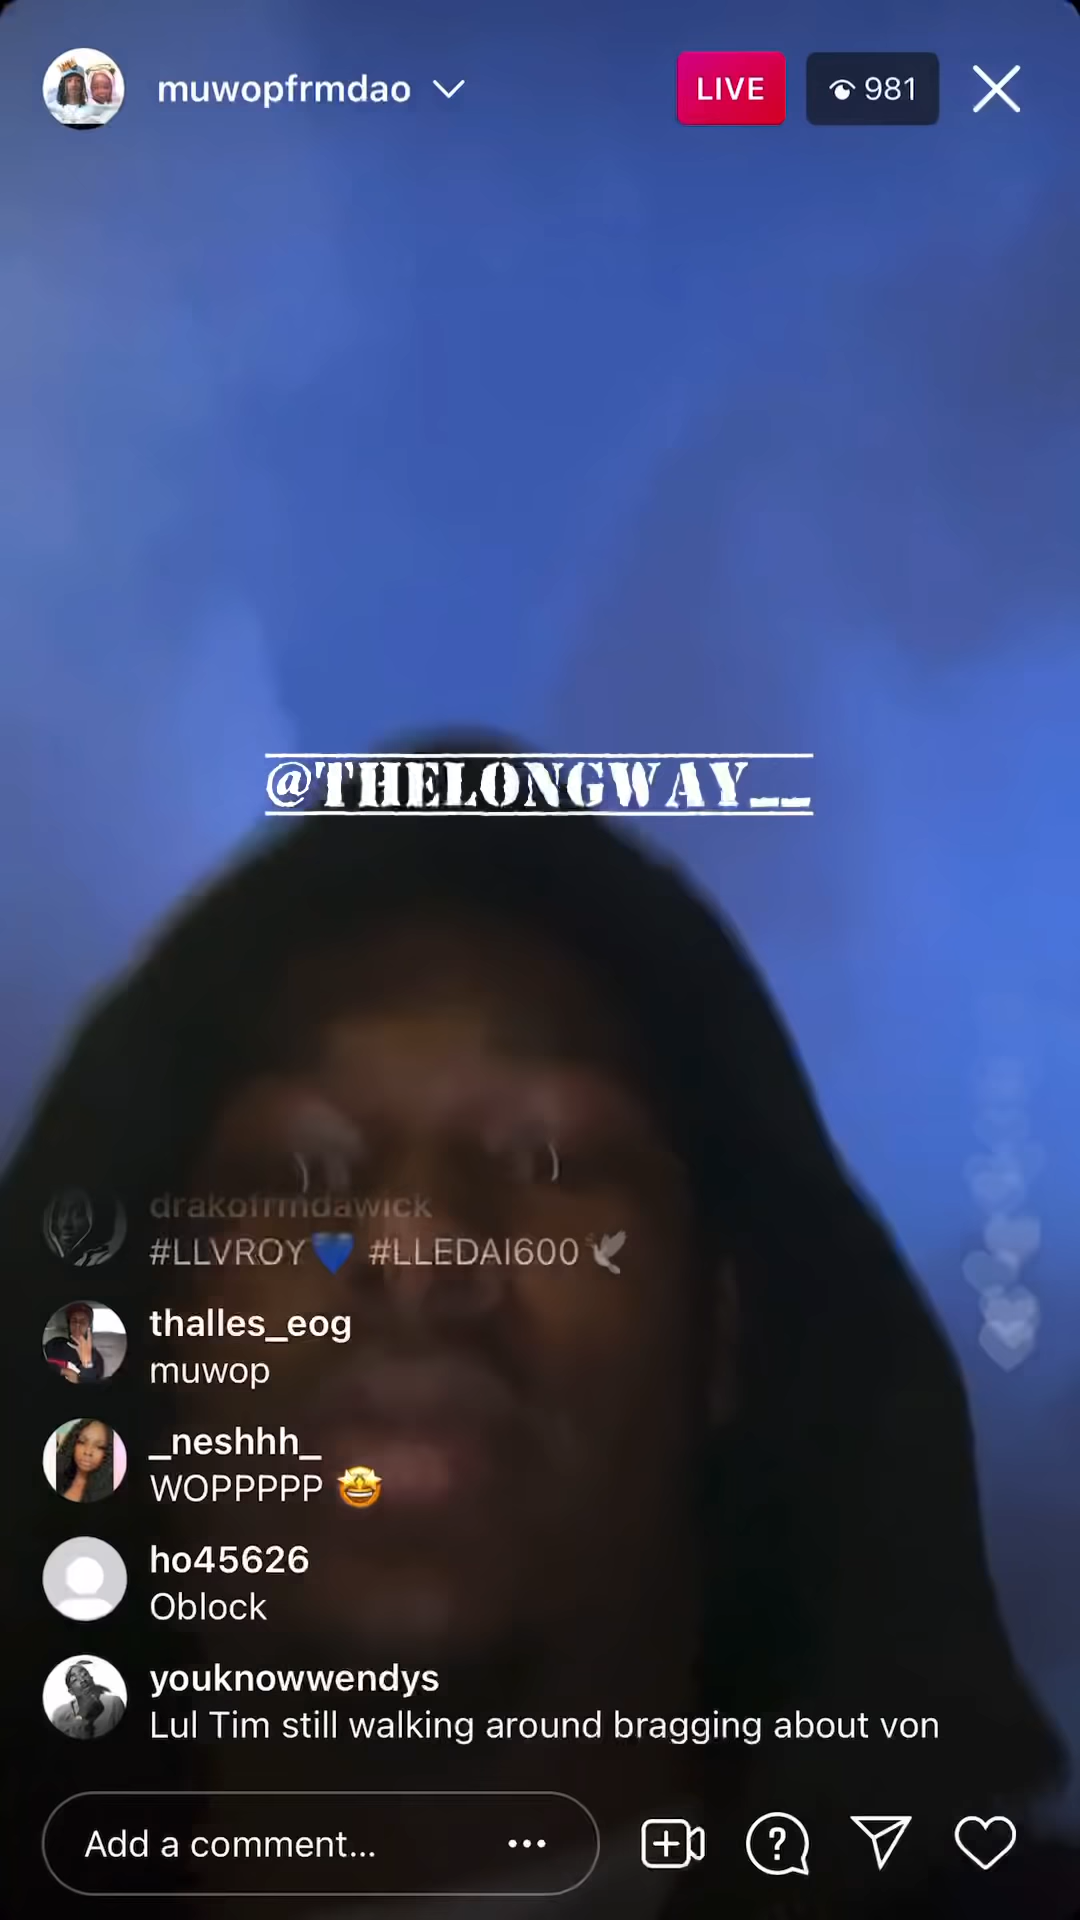 muwopfrmdao
LIVE
981
@THELONGWAY__
drakofrmdawick
#LLVROY💙 #LLEDAI600🕊
thalles_eog
muwop
_neshhh_
WOPPPPP 🤩
ho45626
Oblock
youknowwendys
Lul Tim still walking around bragging about von
Add a comment...